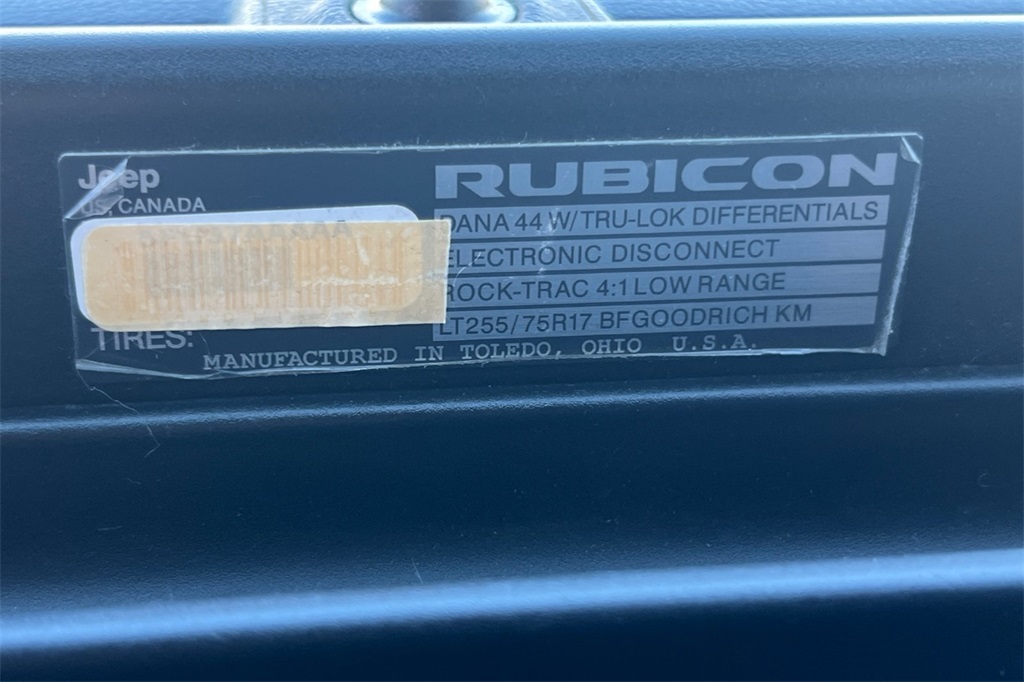 Jeep
US, CANADA
TIRES:
RUBICON
DANA 44 W/TRU-LOK DIFFERENTIALS
ELECTRONIC DISCONNECT
ROCK-TRAC 4:1 LOW RANGE
LT255/75R17 BFGOODRICH KM
MANUFACTURED IN TOLEDO, OHIO U.S.A.